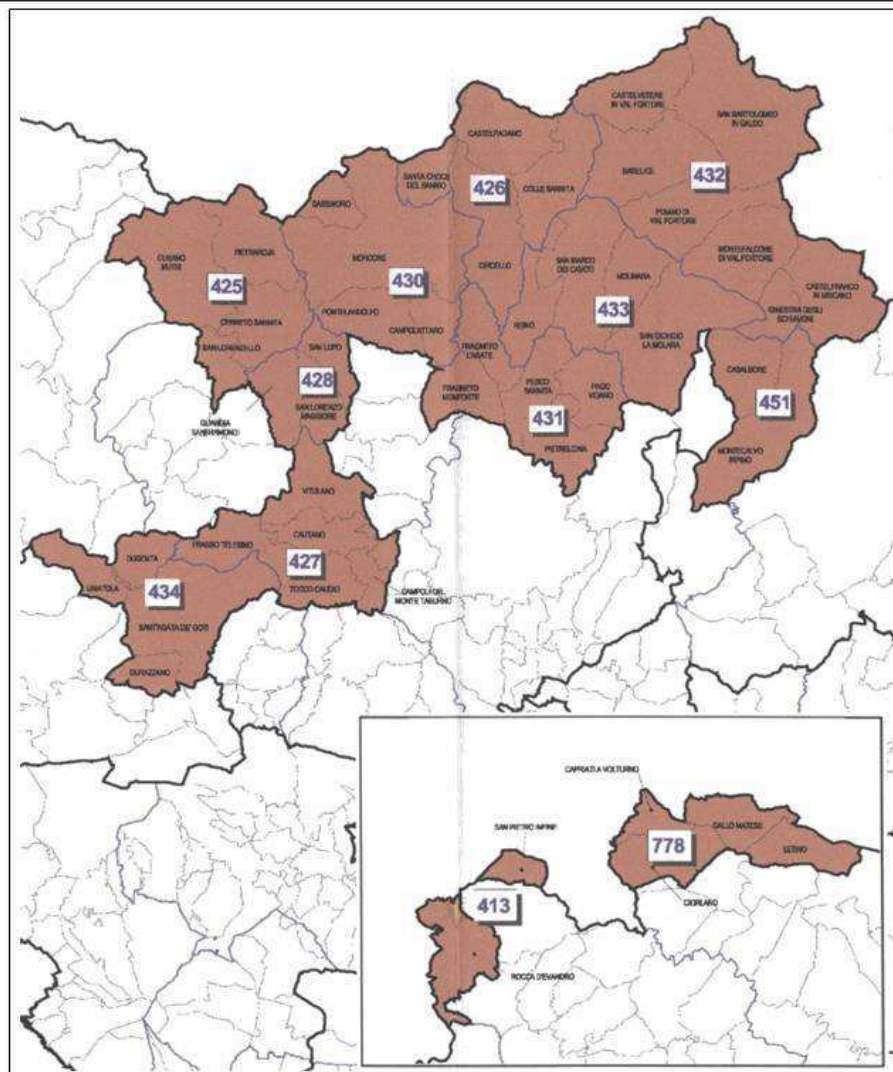 CASTELVETERE
IN VAL FORTORE
SAN BARTOLOMEO
IN GALDO
CASTELPAGANO
SANTA CROCE
DEL SANNIO
426
COLLE SANNITA
BASELICE
432
SASSINORO
FOIANO DI
VAL FORTORE
CUSANO
MUTRI
PIETRAROJA
MORCONE
CIRCELLO
SAN MARCO
DEI CAVOTI
MOLINARA
MONTEFALCONE
DI VAL FORTORE
425
430
433
CASTELFRANCO
IN MISCANO
GINESTRA DEGLI
SCHIAVONI
CERRETO SANNITA
PONTELANDOLFO
CAMPOLATTARO
REINO
SAN GIORGIO
LA MOLARA
SAN LORENZELLO
SAN LUPO
FRAGNETO
L'ABATE
CASALBORE
428
FRAGNETO
MONFORTE
PESCO
SANNITA
PAGO
VEIANO
451
GUARDIA
SANFRAMONDI
SAN LORENZO
MAGGIORE
431
PIETRELCINA
MONTECALVO
IRPINO
VITULANO
CAUTANO
FRASSO TELESINO
DUGENTA
427
LIMATOLA
434
TOCCO CAUDIO
CAMPOLI DEL
MONTE TABURNO
SANT'AGATA DE' GOTI
DURAZZANO
CAPRIATI A VOLTURNO
SAN PIETRO INFINE
GALLO MATESE
778
LETINO
413
CIORLANO
ROCCA D'EVANDRO